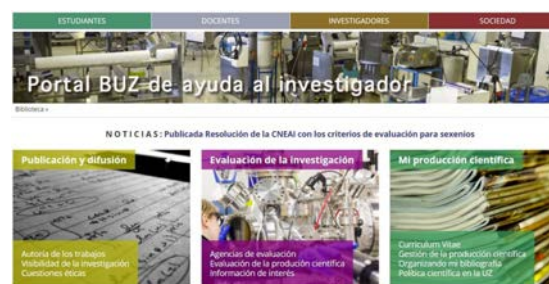 ESTUDIANTES
DOCENTES
INVESTIGADORES
SOCIEDAD
Portal BUZ de ayuda al investigador
Biblioteca »
NOTICIAS: Publicada Resolución de la CNEAI con los criterios de evaluación para sexenios
Publicación y difusión
Autoría de los trabajos
Visibilidad de la investigación
Cuestiones éticas
Evaluación de la investigación
Agencias de evaluación
Evaluación de la produción científica
Información de interés
Mi producción científica
Curriculum Vitae
Gestión de la producción científica
Organizando mi bibliografía
Política científica en la UZ